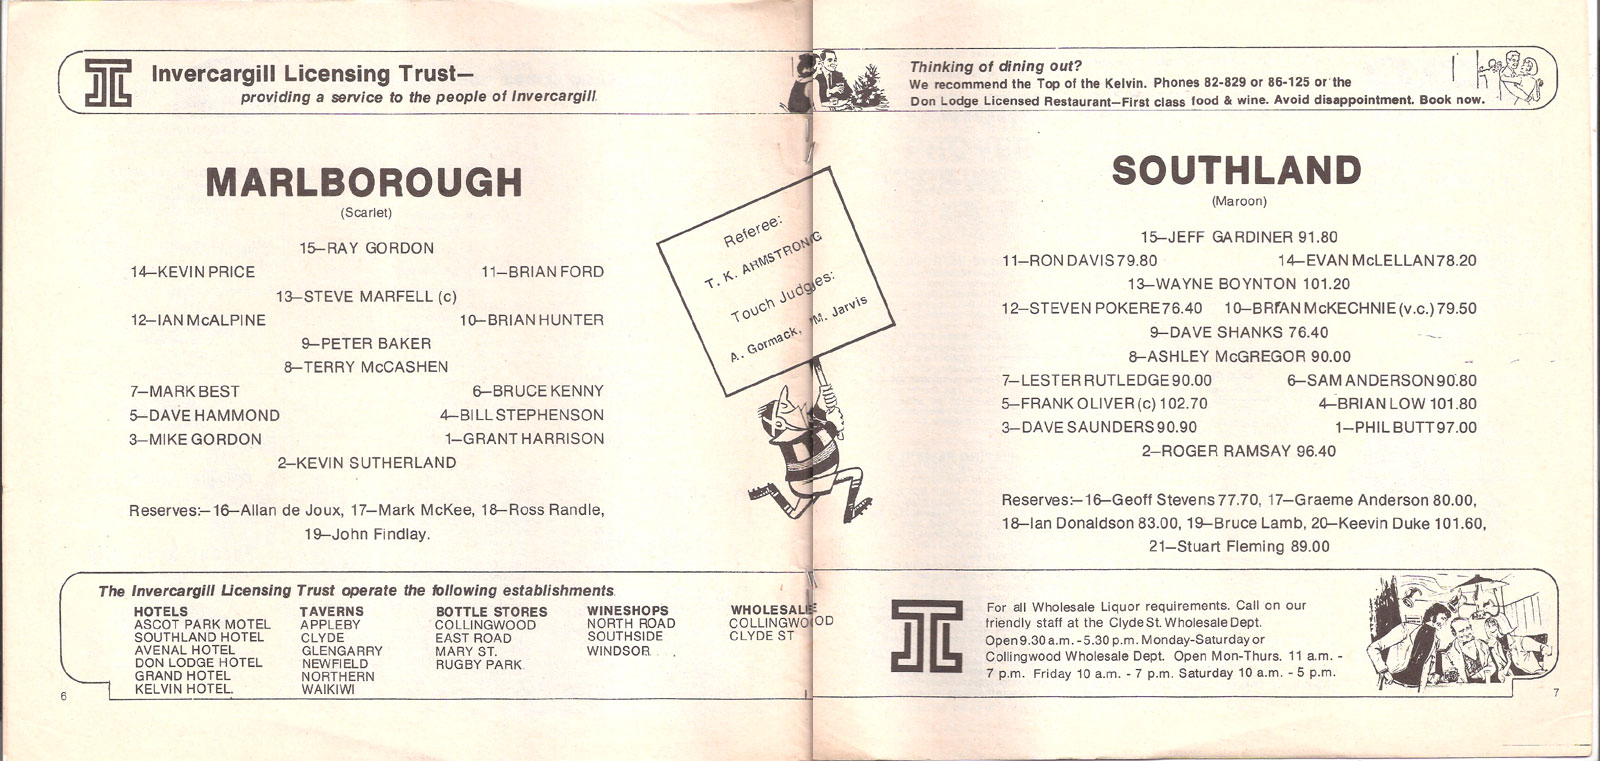 Invercargill Licensing Trust—
providing a service to the people of Invercargill
MARLBOROUGH
(Scarlet)
15—RAY GORDON
14—KEVIN PRICE 11—BRIAN FORD
13—STEVE MARFELL (c)
12—IAN McALPINE 10—BRIAN HUNTER
9—PETER BAKER
8—TERRY McCASHEN
7—MARK BEST 6—BRUCE KENNY
5—DAVE HAMMOND 4—BILL STEPHENSON
3—MIKE GORDON 1—GRANT HARRISON
2—KEVIN SUTHERLAND
Reserves:—16—Allan de Joux, 17—Mark McKee, 18—Ross Randle,
19—John Findlay.
Referee:
T. K. ARMSTRONG
Touch Judges:
A. Gormack, M. Jarvis
The Invercargill Licensing Trust operate the following establishments
HOTELS
ASCOT PARK MOTEL
SOUTHLAND HOTEL
AVENAL HOTEL
DON LODGE HOTEL
GRAND HOTEL
KELVIN HOTEL.
TAVERNS
APPLEBY
CLYDE
GLENGARRY
NEWFIELD
NORTHERN
WAIKIWI
BOTTLE STORES
COLLINGWOOD
EAST ROAD
MARY ST.
RUGBY PARK
WINESHOPS
NORTH ROAD
SOUTHSIDE
WINDSOR
WHOLESALE
COLLINGWOOD
CLYDE ST
6
Thinking of dining out?
We recommend the Top of the Kelvin. Phones 82-829 or 86-125 or the
Don Lodge Licensed Restaurant—First class food & wine. Avoid disappointment. Book now.
SOUTHLAND
(Maroon)
15—JEFF GARDINER 91.80
11—RON DAVIS 79.80 14—EVAN McLELLAN 78.20
13—WAYNE BOYNTON 101.20
12—STEVEN POKERE 76.40 10—BRIAN McKECHNIE (v.c.) 79.50
9—DAVE SHANKS 76.40
8—ASHLEY McGREGOR 90.00
7—LESTER RUTLEDGE 90.00 6—SAM ANDERSON 90.80
5—FRANK OLIVER (c) 102.70 4—BRIAN LOW 101.80
3—DAVE SAUNDERS 90.90 1—PHIL BUTT 97.00
2—ROGER RAMSAY 96.40
Reserves:—16—Geoff Stevens 77.70, 17—Graeme Anderson 80.00,
18—Ian Donaldson 83.00, 19—Bruce Lamb, 20—Keevin Duke 101.60,
21—Stuart Fleming 89.00
For all Wholesale Liquor requirements. Call on our
friendly staff at the Clyde St. Wholesale Dept.
Open 9.30 a.m. - 5.30 p.m. Monday-Saturday or
Collingwood Wholesale Dept. Open Mon-Thurs. 11 a.m. -
7 p.m. Friday 10 a.m. - 7 p.m. Saturday 10 a.m. - 5 p.m.
7